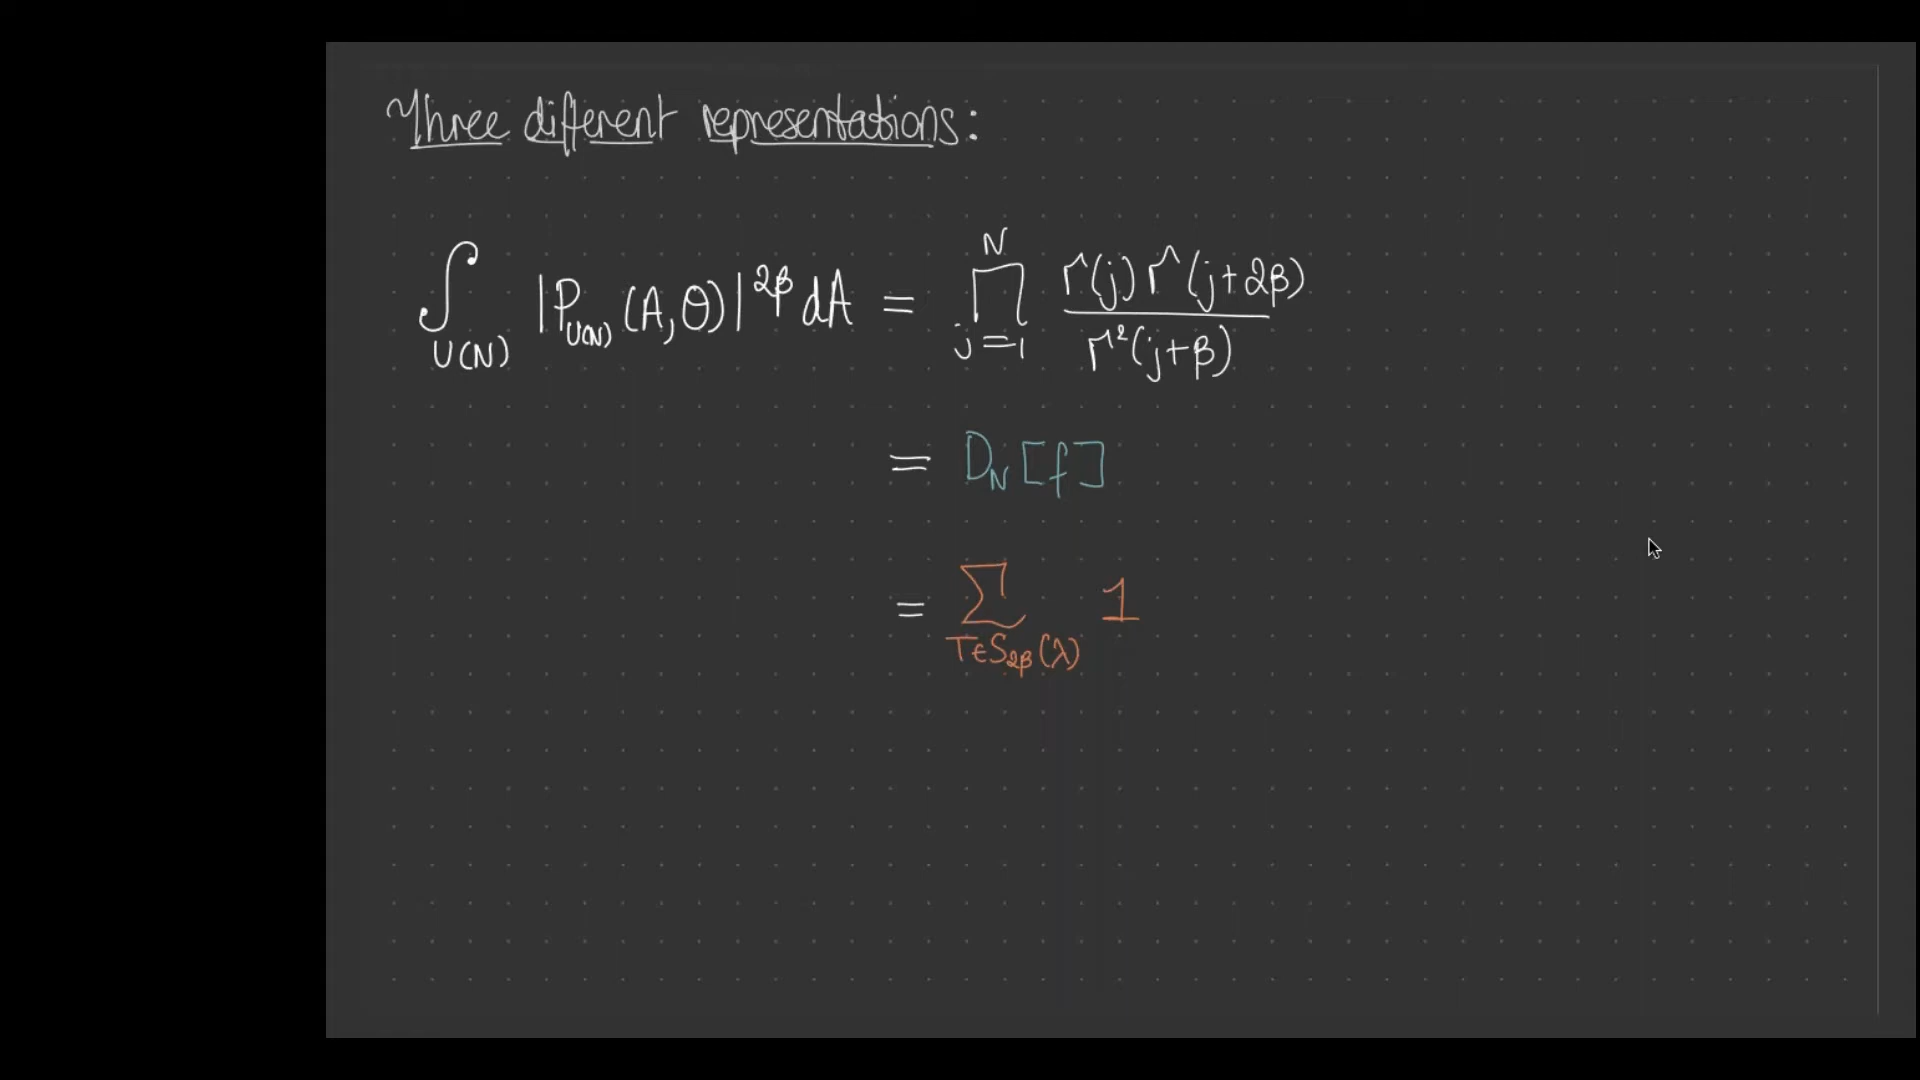 Three different representations:
∫_{U(N)} |P_{U(N)}(A,θ)|^{2β} dA = ∏_{j=1}^{N} Γ(j)Γ(j+2β) / Γ²(j+β)
= D_N[f]
= ∑_{T∈S_{2β}(λ)} 1